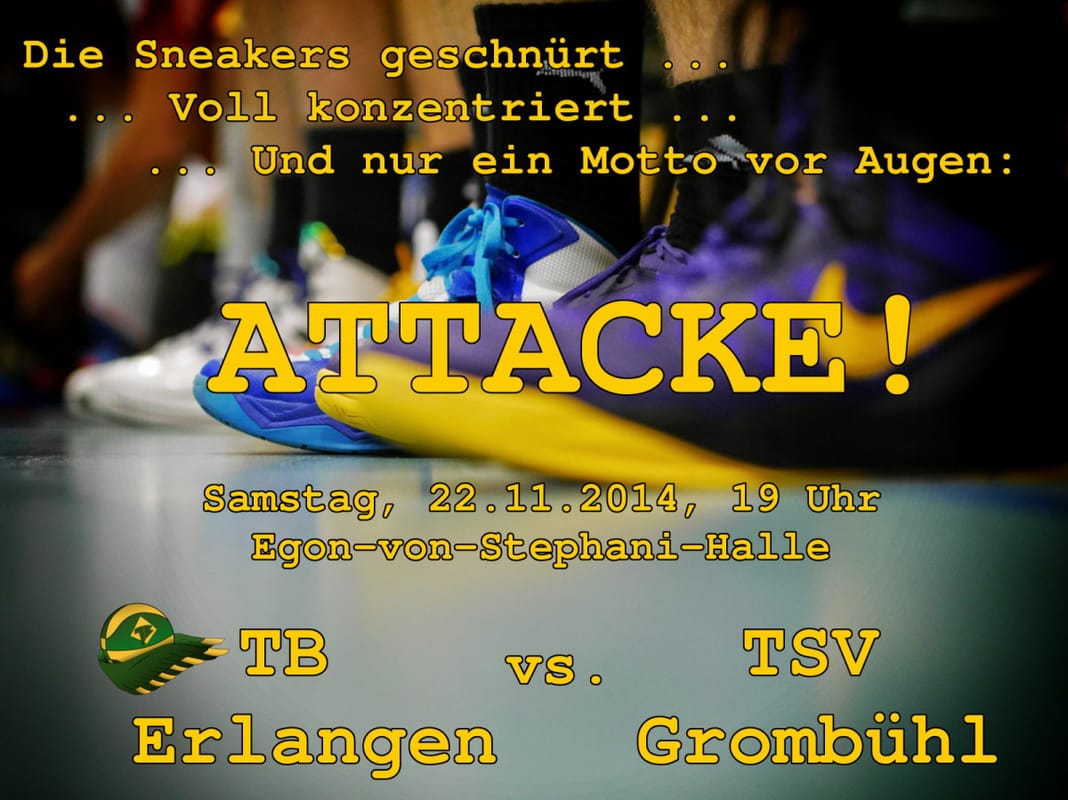 Die Sneakers geschnürt ...
... Voll konzentriert ...
... Und nur ein Motto vor Augen:
ATTACKE!
Samstag, 22.11.2014, 19 Uhr
Egon-von-Stephani-Halle
TB vs. TSV
Erlangen Grombühl